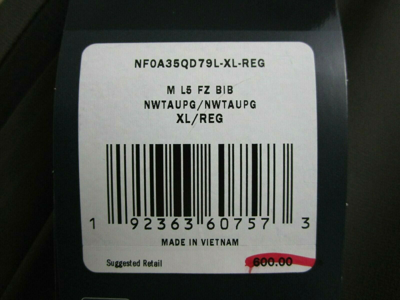 NF0A35QD79L-XL-REG
M L5 FZ BIB
NWTAUPG/NWTAUPG
XL/REG
1 92363 60757 3
MADE IN VIETNAM
Suggested Retail 600.00